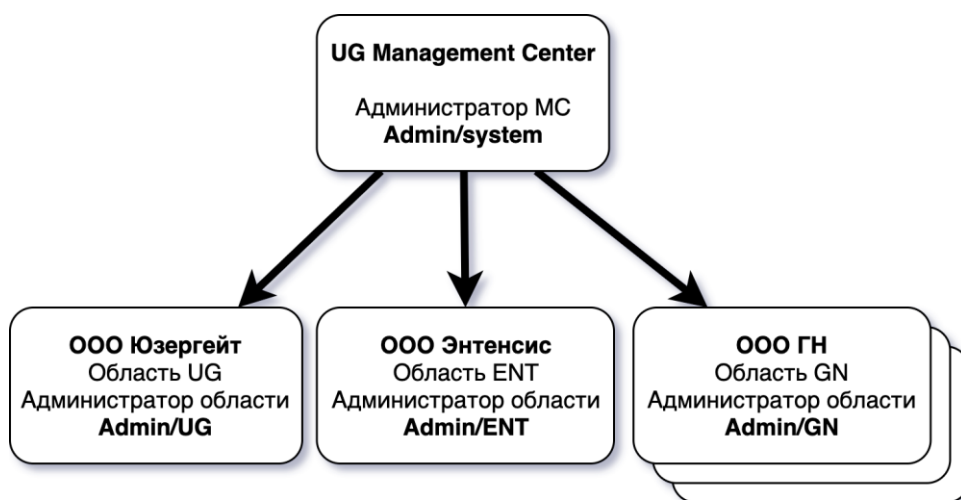 UG Management Center
Администратор МС
Admin/system
ООО Юзергейт
Область UG
Администратор области
Admin/UG
ООО Энтенсис
Область ENT
Администратор области
Admin/ENT
ООО ГН
Область GN
Администратор области
Admin/GN